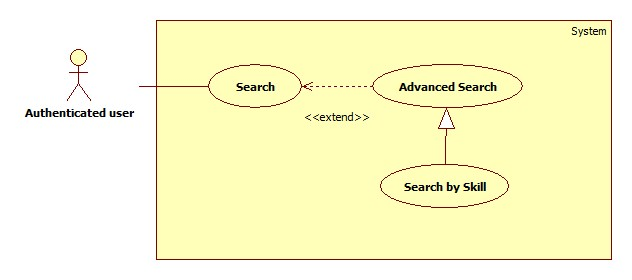 System
Search
Advanced Search
Authenticated user
<<extend>>
Search by Skill